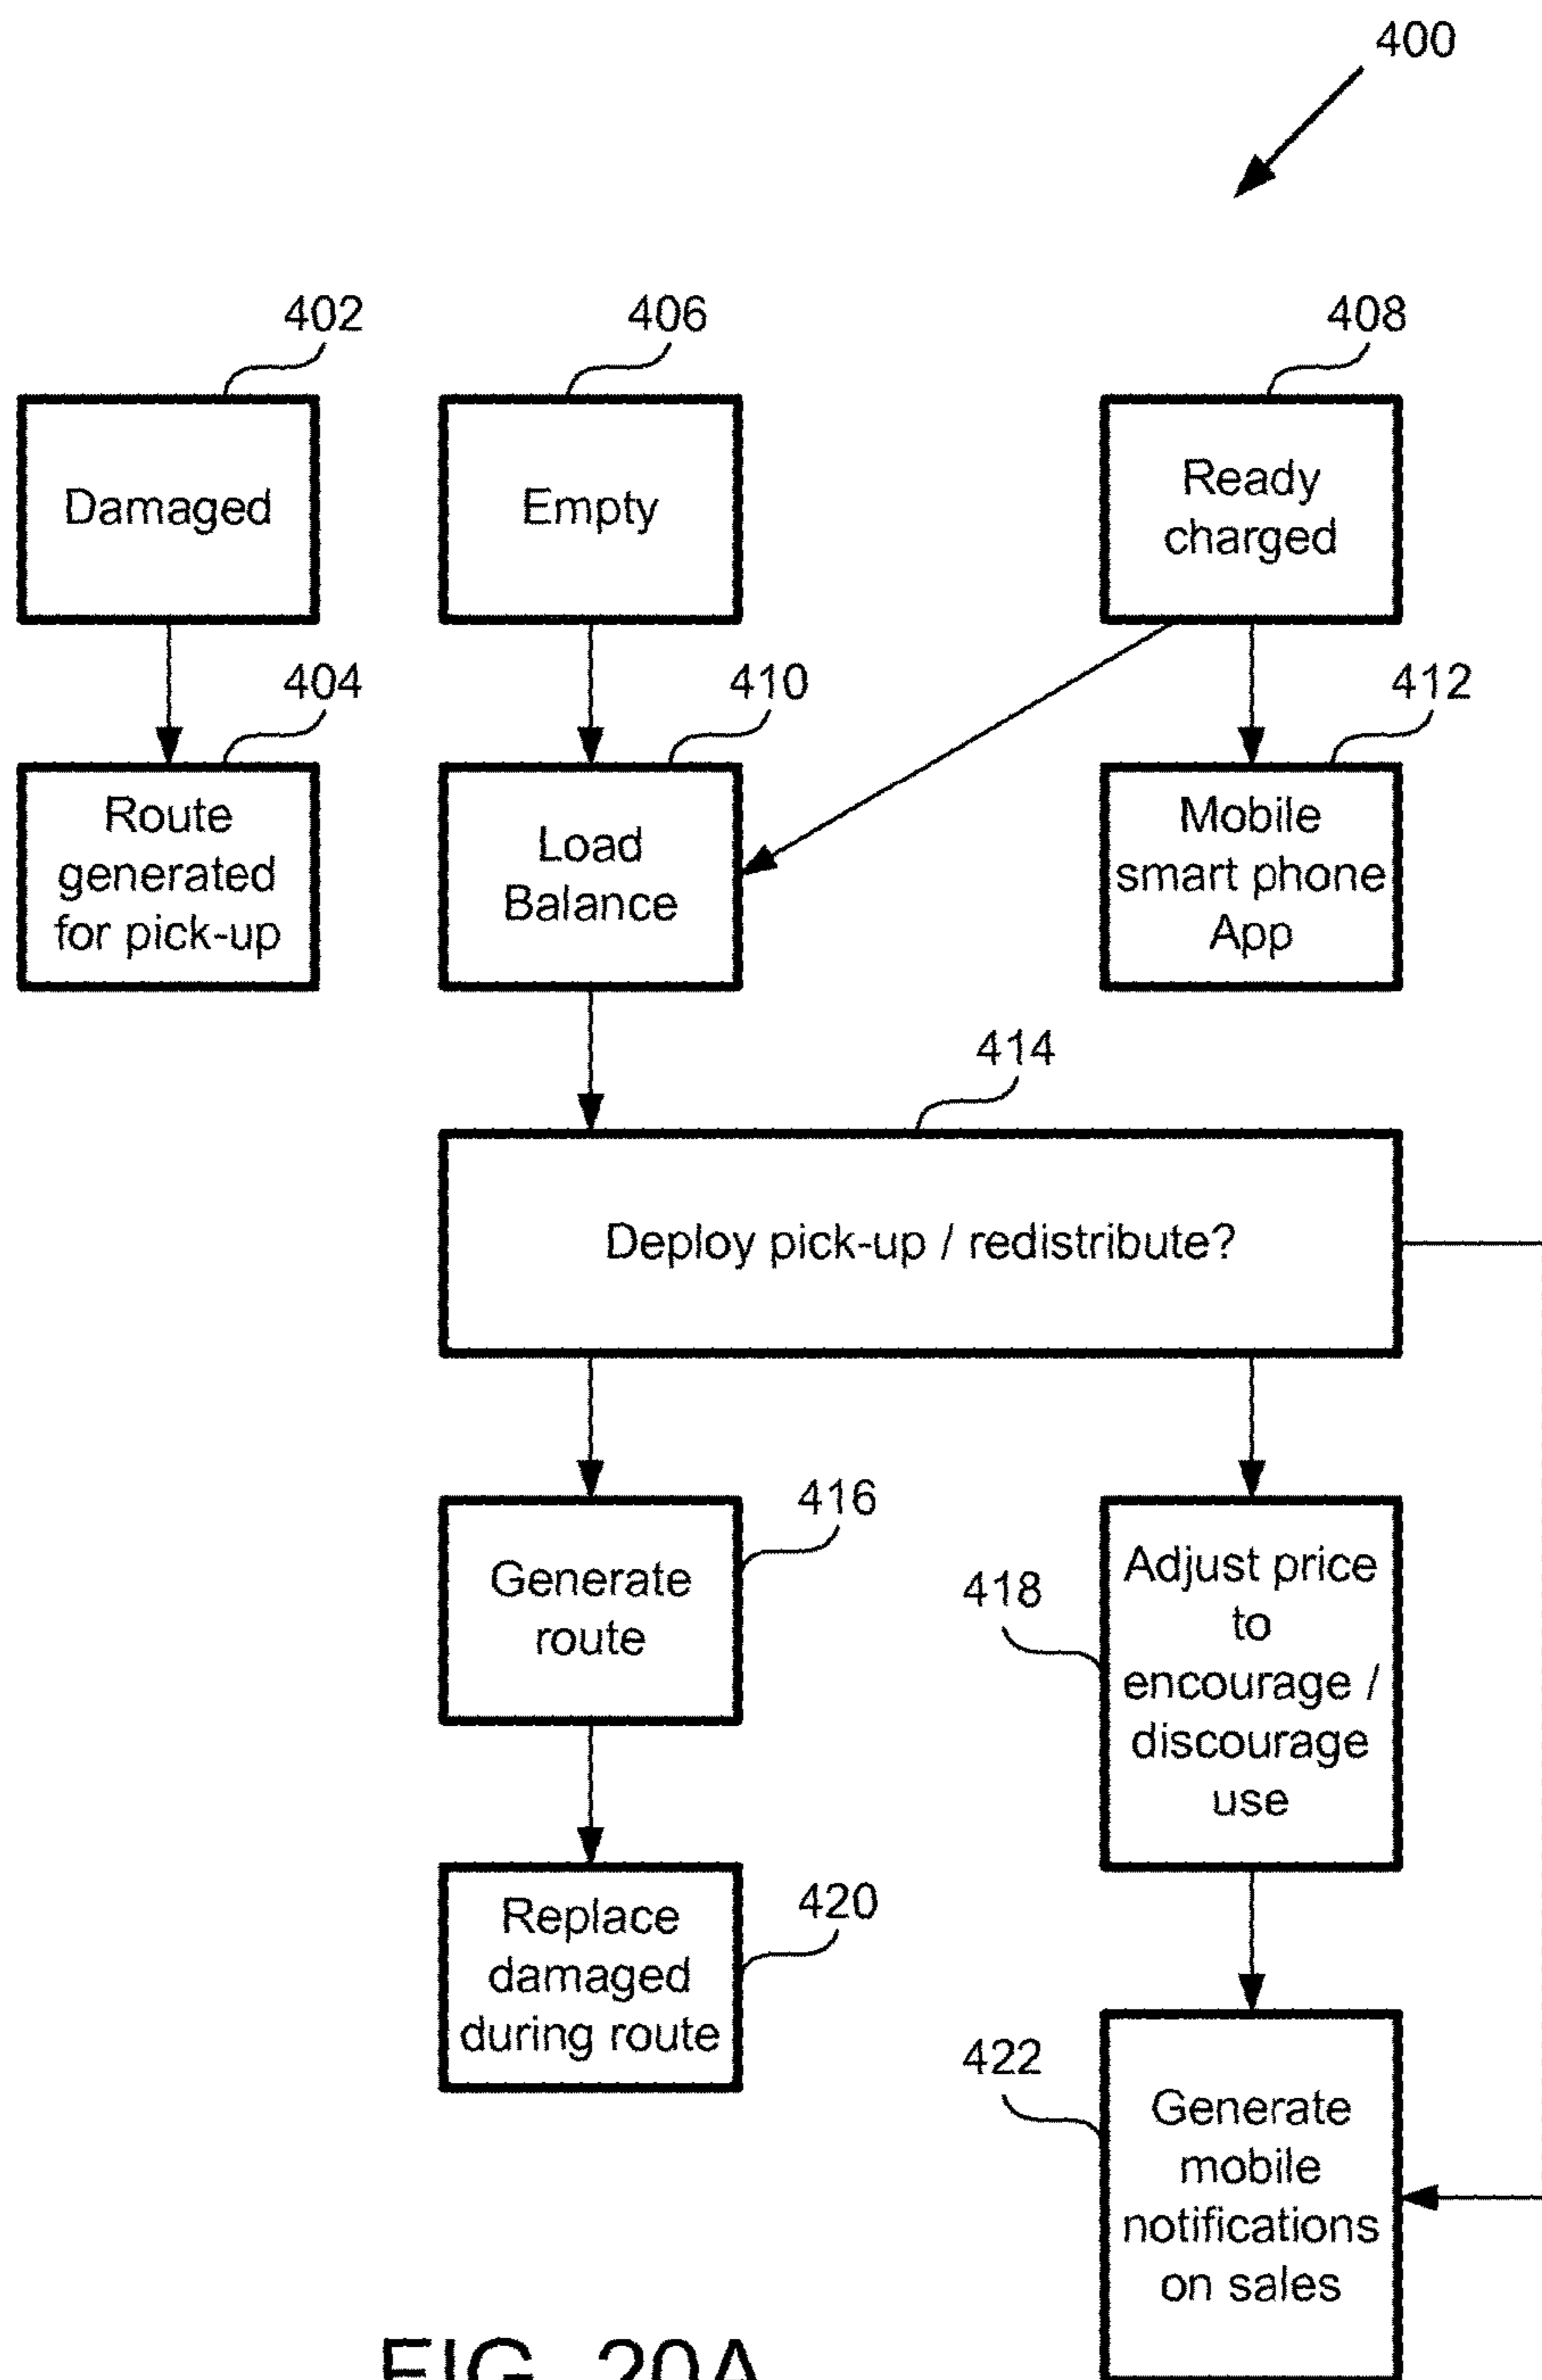 400
402
406
408
Damaged
Empty
Ready
charged
404
410
412
Route
generated
for pick-up
Load
Balance
Mobile
smart phone
App
414
Deploy pick-up / redistribute?
416
Generate
route
418
Adjust price
to
encourage /
discourage
use
420
Replace
damaged
during route
422
Generate
mobile
notifications
on sales
FIG. 20A